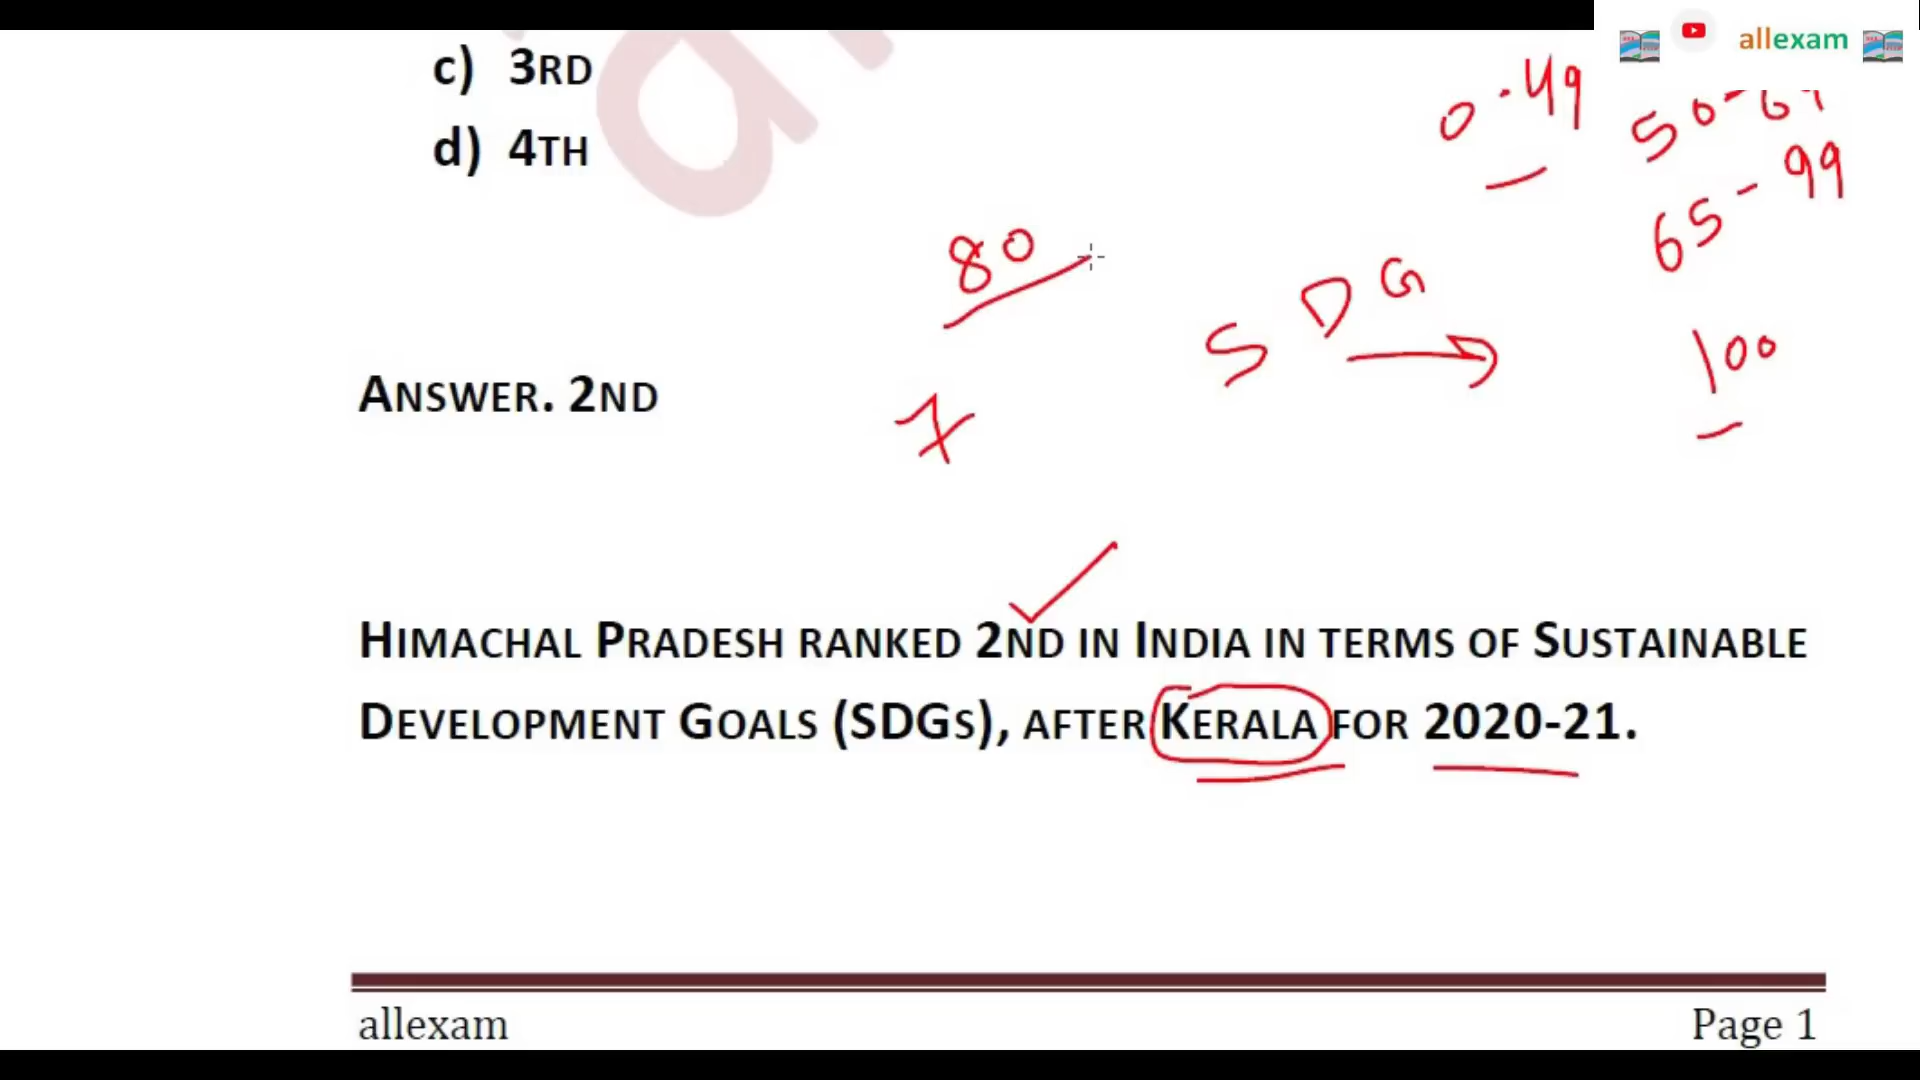 allexam
c) 3RD
d) 4TH
0-49
65-99
80
SDG
100
ANSWER. 2ND
7
HIMACHAL PRADESH RANKED 2ND IN INDIA IN TERMS OF SUSTAINABLE
DEVELOPMENT GOALS (SDGS), AFTER KERALA FOR 2020-21.
allexam
Page 1